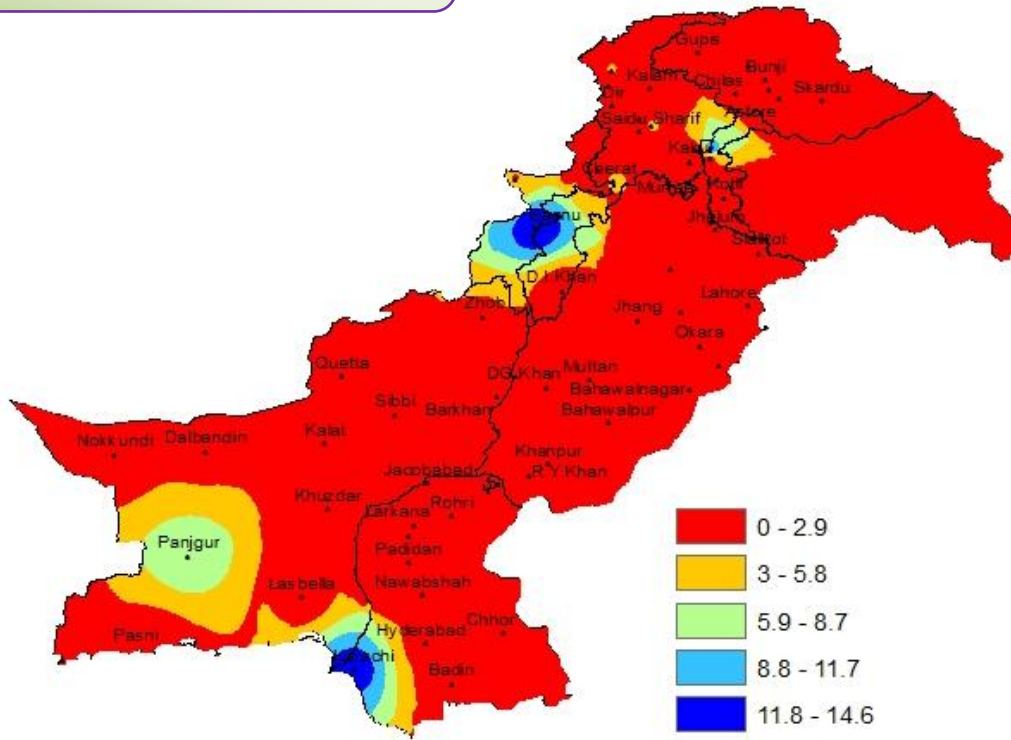 Gupis
Bunji
Kalam
Chilas
Skardu
Dir
Astore
Saidu Sharif
Kakul
Cherat
Murree
Kotli
Bannu
Jhelum
Sialkot
D.I.Khan
Zhob
Lahore
Jhang
Okara
Quetta
DG.Khan
Multan
Bahawalnagar
Sibbi
Barkhan
Bahawalpur
Nokkundi
Dalbandin
Kalat
Khanpur
Jacobabad
R.Y.Khan
Khuzdar
Rohri
Larkana
Panjgur
Padidan
Lasbella
Nawabshah
Pasni
Hyderabad
Chhor
Karachi
Badin
0 - 2.9
3 - 5.8
5.9 - 8.7
8.8 - 11.7
11.8 - 14.6